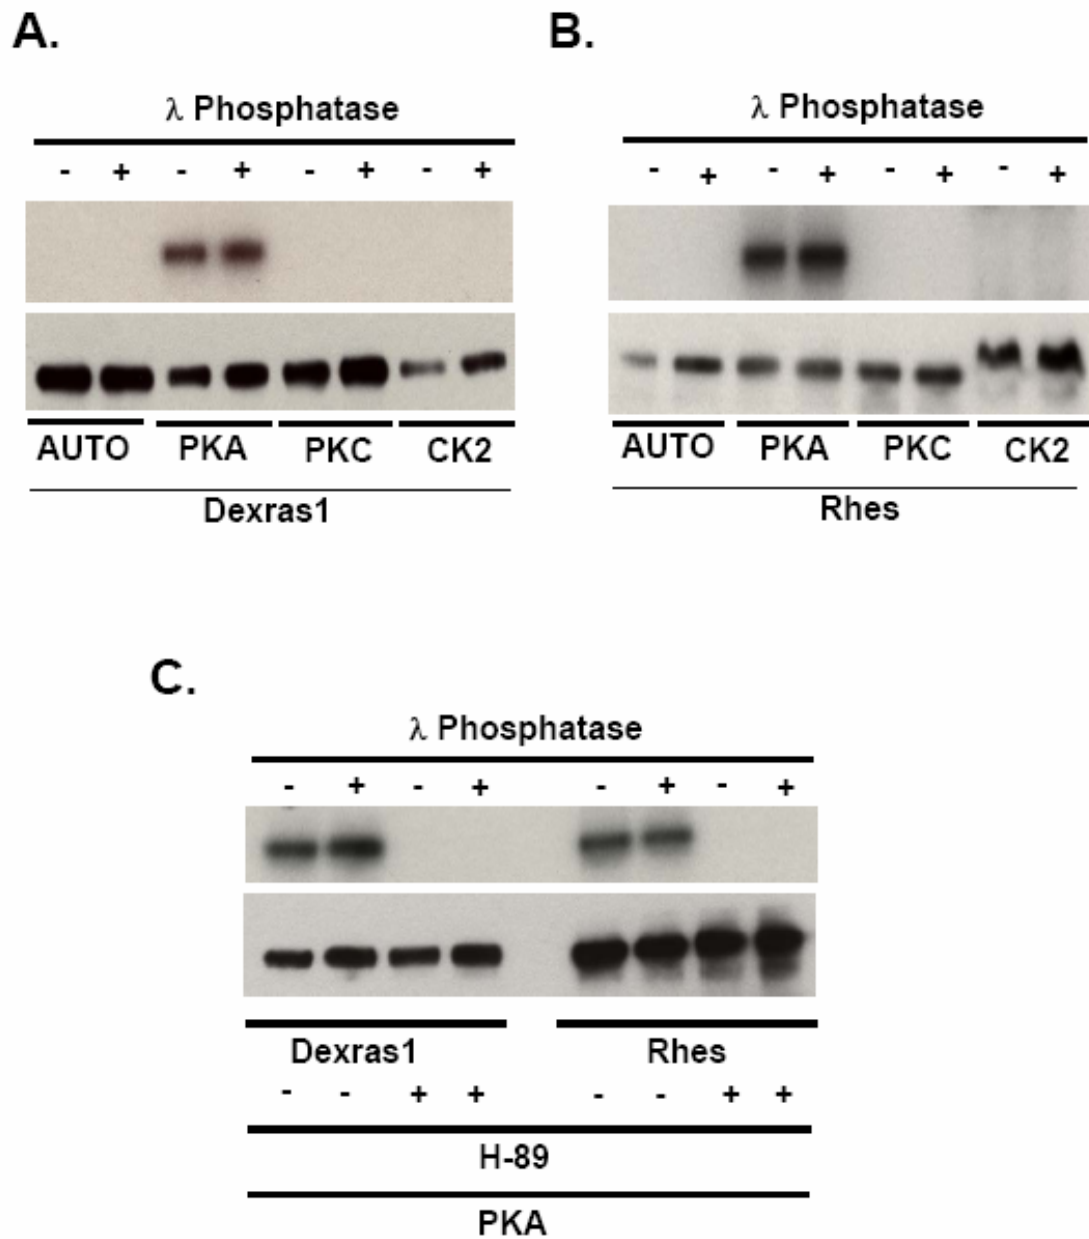 A.
λ Phosphatase
- + - + - + - +
AUTO PKA PKC CK2
Dexras1
B.
λ Phosphatase
- + - + - + - +
AUTO PKA PKC CK2
Rhes
C.
λ Phosphatase
- + - + - + - +
Dexras1 Rhes
- - + + - - + +
H-89
PKA